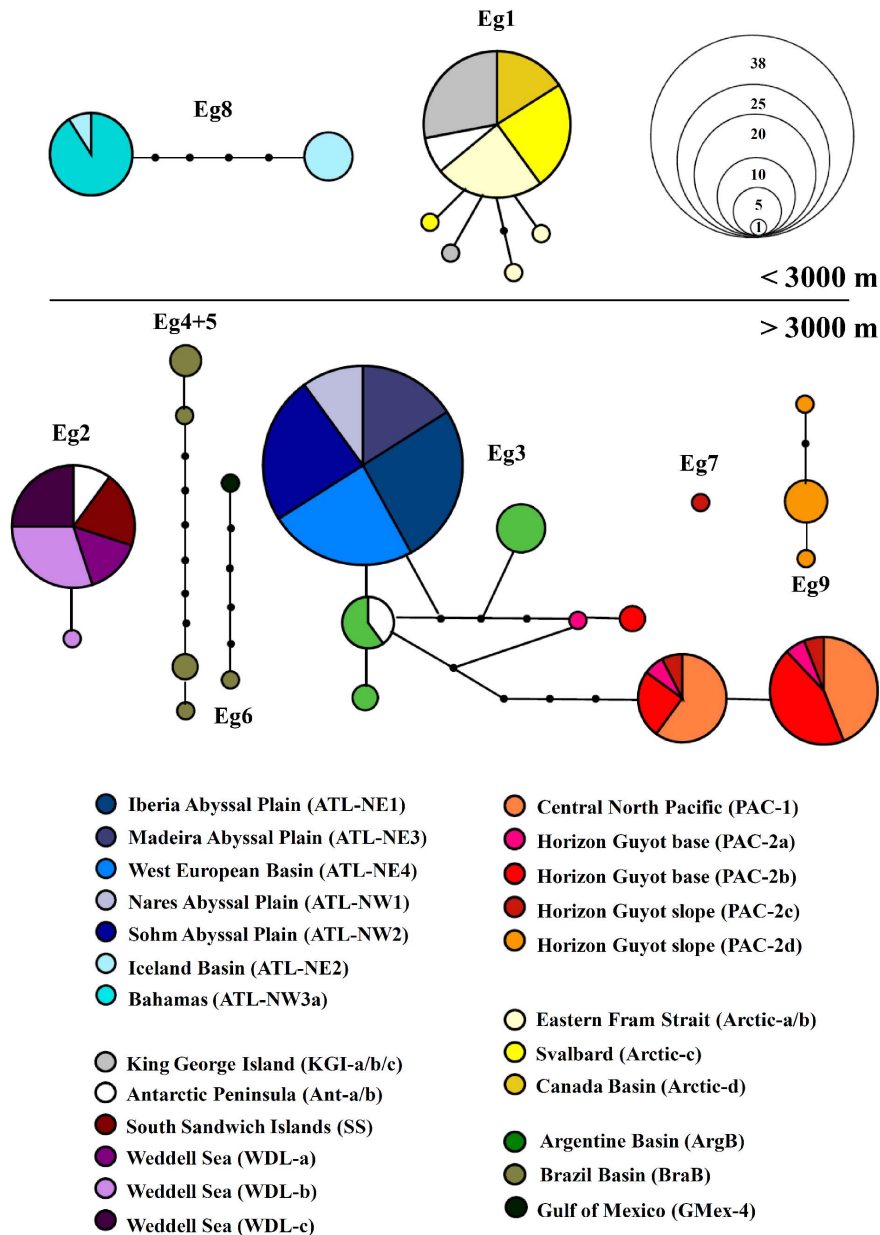 Eg1
Eg8
38
25
20
10
5
1
< 3000 m
> 3000 m
Eg4+5
Eg2
Eg3
Eg7
Eg9
Eg6
Iberia Abyssal Plain (ATL-NE1)
Madeira Abyssal Plain (ATL-NE3)
West European Basin (ATL-NE4)
Nares Abyssal Plain (ATL-NW1)
Sohm Abyssal Plain (ATL-NW2)
Iceland Basin (ATL-NE2)
Bahamas (ATL-NW3a)
King George Island (KGI-a/b/c)
Antarctic Peninsula (Ant-a/b)
South Sandwich Islands (SS)
Weddell Sea (WDL-a)
Weddell Sea (WDL-b)
Weddell Sea (WDL-c)
Central North Pacific (PAC-1)
Horizon Guyot base (PAC-2a)
Horizon Guyot base (PAC-2b)
Horizon Guyot slope (PAC-2c)
Horizon Guyot slope (PAC-2d)
Eastern Fram Strait (Arctic-a/b)
Svalbard (Arctic-c)
Canada Basin (Arctic-d)
Argentine Basin (ArgB)
Brazil Basin (BraB)
Gulf of Mexico (GMex-4)